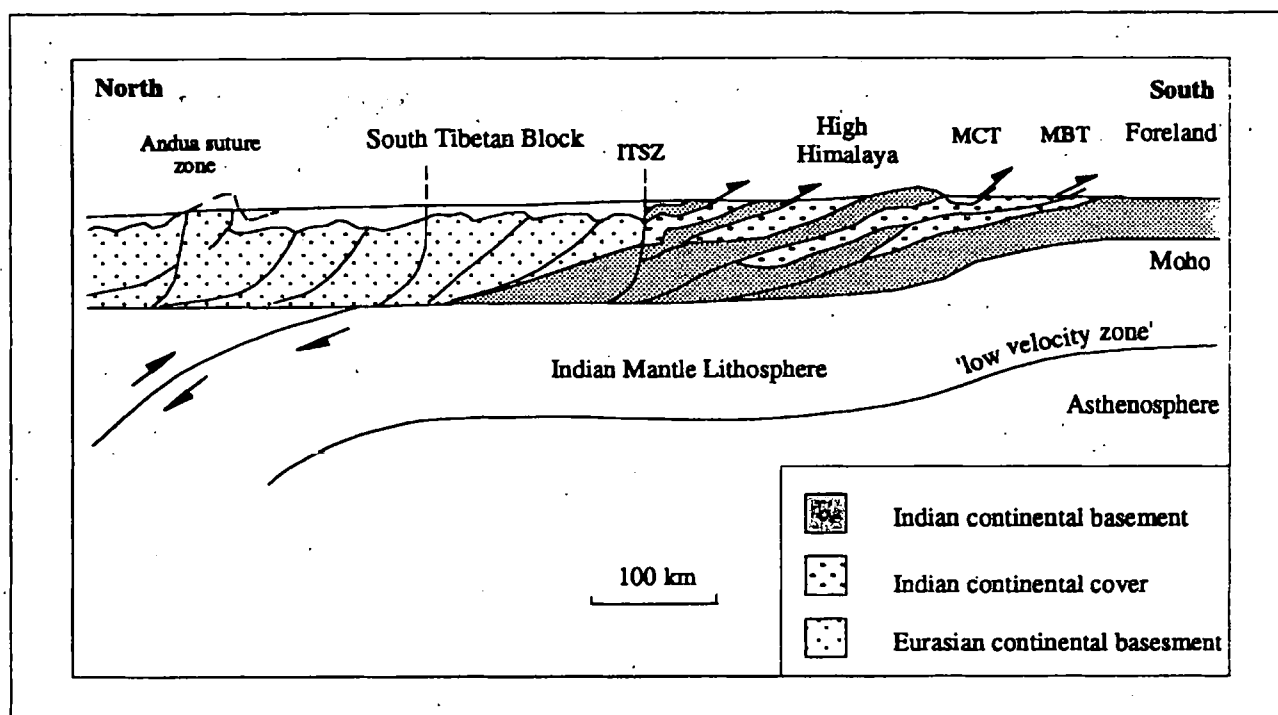 North
South
Andua suture
zone
South Tibetan Block
ITSZ
High
Himalaya
MCT
MBT
Foreland
Moho
'low velocity zone'
Indian Mantle Lithosphere
Asthenosphere
100 km
Indian continental basement
Indian continental cover
Eurasian continental basesment